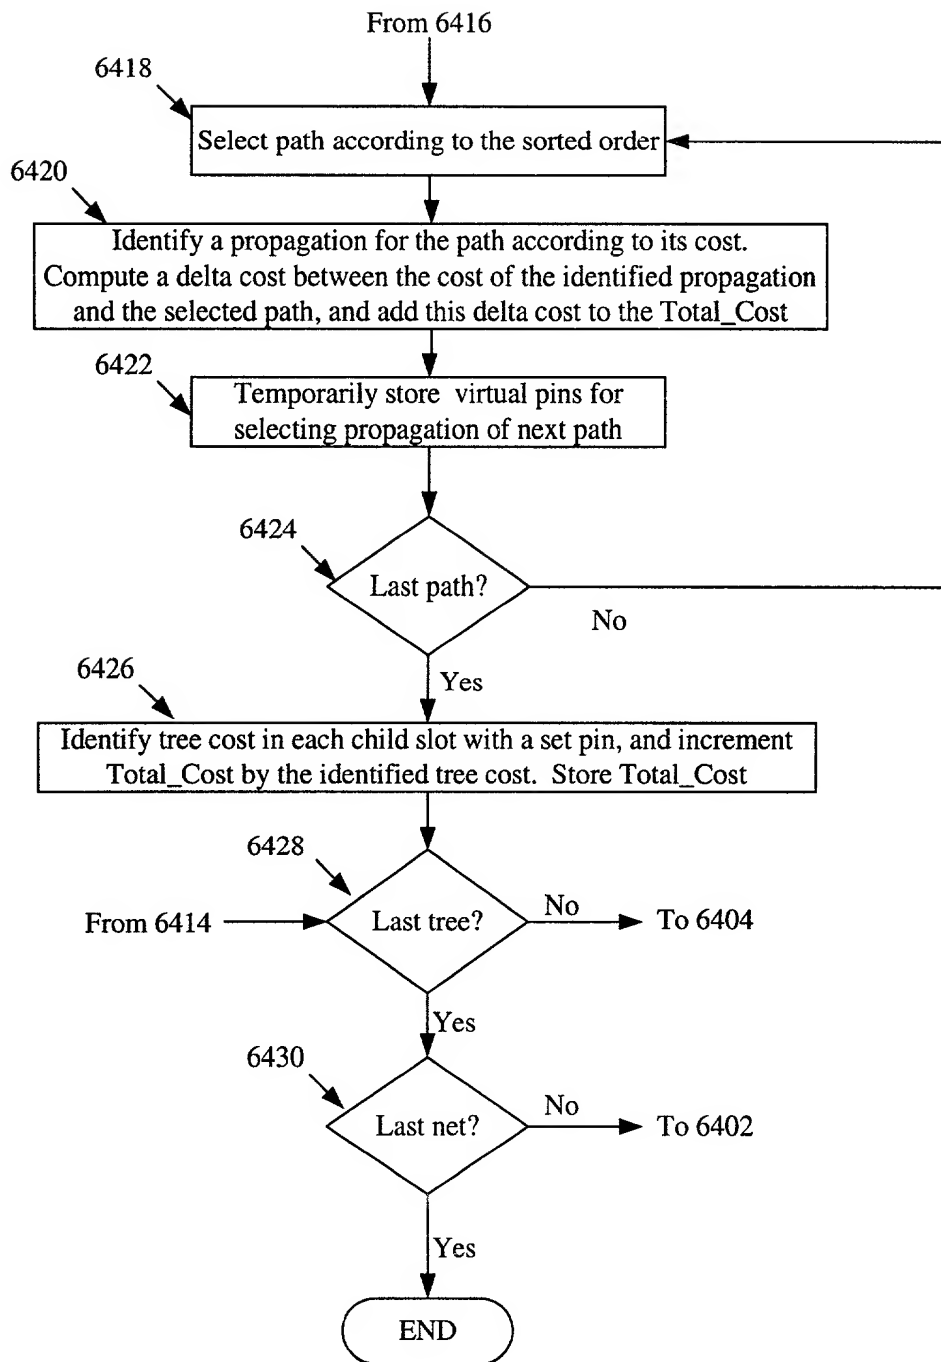 From 6416
6418
Select path according to the sorted order
6420
Identify a propagation for the path according to its cost.
Compute a delta cost between the cost of the identified propagation
and the selected path, and add this delta cost to the Total_Cost
6422
Temporarily store virtual pins for
selecting propagation of next path
6424
Last path?
No
Yes
6426
Identify tree cost in each child slot with a set pin, and increment
Total_Cost by the identified tree cost. Store Total_Cost
6428
From 6414
Last tree?
No
To 6404
Yes
6430
Last net?
No
To 6402
Yes
END